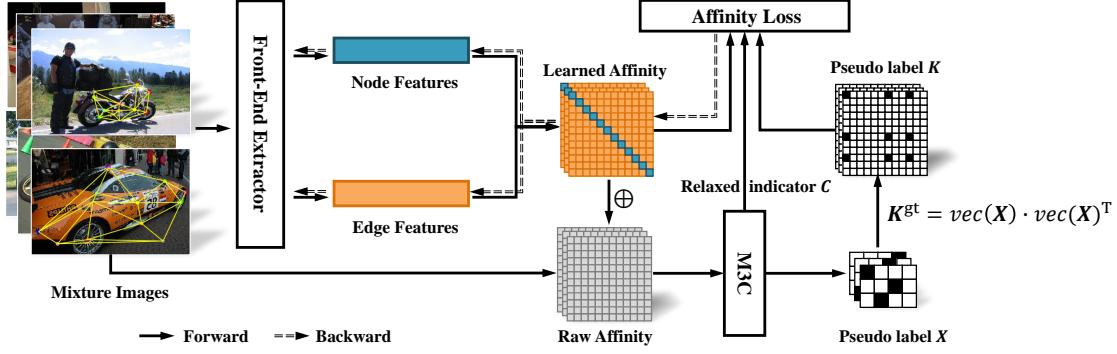 Affinity Loss
Front-End Extractor
Node Features
Learned Affinity
Pseudo label K
Relaxed indicator C
Edge Features
K^gt = vec(X) · vec(X)^T
M3C
Mixture Images
Raw Affinity
Pseudo label X
Forward
Backward
28